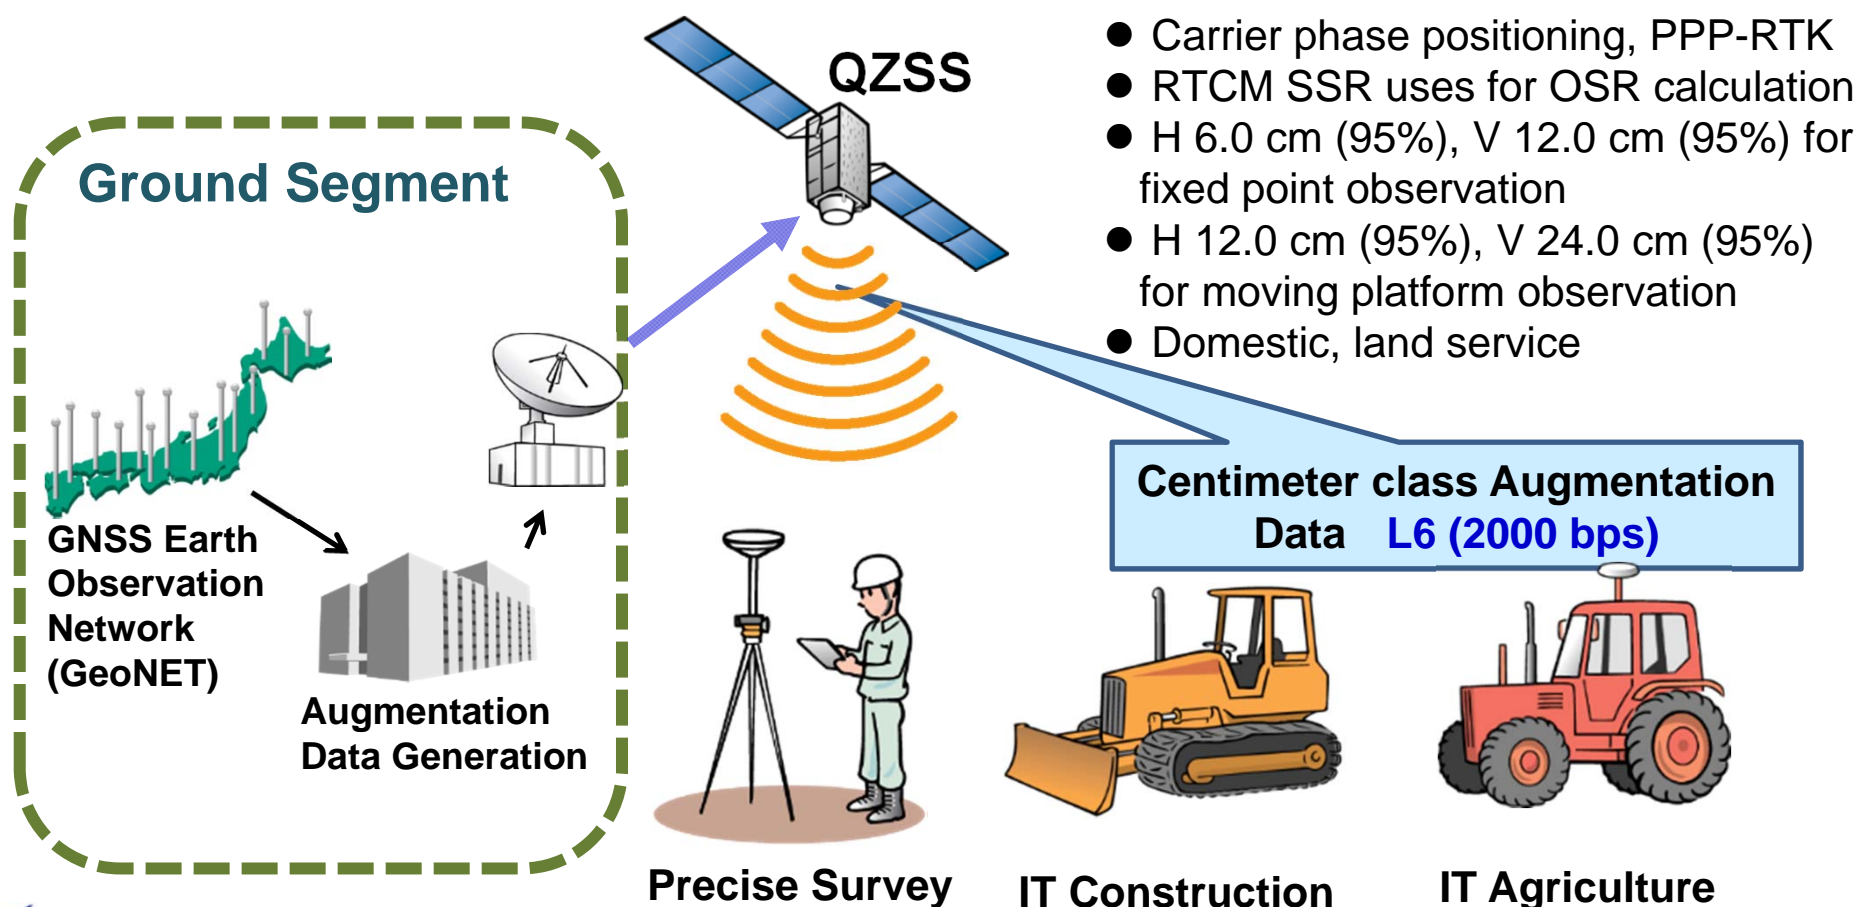 QZSS
● Carrier phase positioning, PPP-RTK
● RTCM SSR uses for OSR calculation
● H 6.0 cm (95%), V 12.0 cm (95%) for
fixed point observation
● H 12.0 cm (95%), V 24.0 cm (95%)
for moving platform observation
● Domestic, land service
Ground Segment
GNSS Earth
Observation
Network
(GeoNET)
Augmentation
Data Generation
Centimeter class Augmentation
Data L6 (2000 bps)
Precise Survey
IT Construction
IT Agriculture